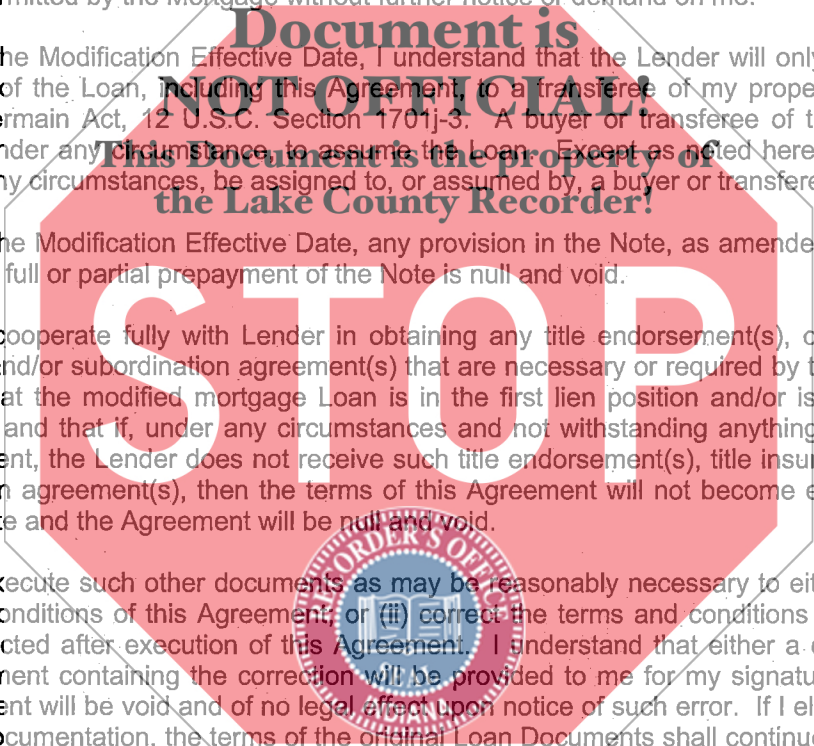 mitted by the Mortgage without further notice or demand on me.
Document is
he Modification Effective Date, I understand that the Lender will only
of the Loan, including this Agreement, to a transferee of my prope
NOT OFFICIAL!
rmain Act, 12 U.S.C. Section 1701j-3. A buyer or transferee of t
nder any circumstance, to assume the Loan. Except as noted here
This Document is the property of
ny circumstances, be assigned to, or assumed by, a buyer or transfere
the Lake County Recorder!
he Modification Effective Date, any provision in the Note, as amende
full or partial prepayment of the Note is null and void.
STOP
cooperate fully with Lender in obtaining any title endorsement(s), o
nd/or subordination agreement(s) that are necessary or required by t
at the modified mortgage Loan is in the first lien position and/or is
and that if, under any circumstances and not withstanding anything
ent, the Lender does not receive such title endorsement(s), title insur
n agreement(s), then the terms of this Agreement will not become e
e and the Agreement will be null and void.
ORDER'S OFFIC
xecute such other documents as may be reasonably necessary to eit
onditions of this Agreement; or (ii) correct the terms and conditions
cted after execution of this Agreement. I understand that either a
SEAL
ment containing the correction will be provided to me for my signatu
INDIANA
ent will be void and of no legal effect upon notice of such error. If I el
ocumentation, the terms of the original Loan Documents shall continue